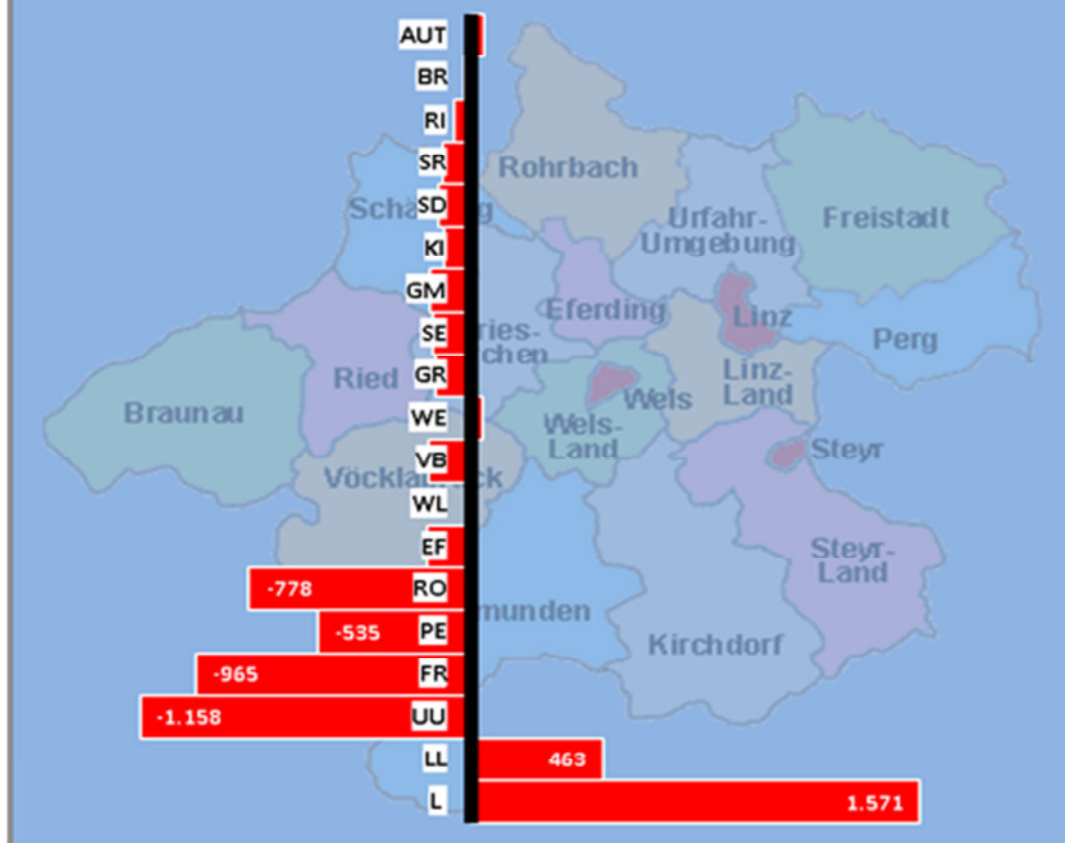 AUT
BR
RI
SR
SD
KI
GM
SE
GR
WE
VB
WL
EF
-778 RO
-535 PE
-965 FR
-1.158 UU
LL 463
L 1.571
Rohrbach
Urfahr-
Umgebung
Freistadt
Eferding
Linz
Perg
Ried
Linz-
Land
Braunau
Wels
Wels-
Land
Steyr
Steyr-
Land
Kirchdorf